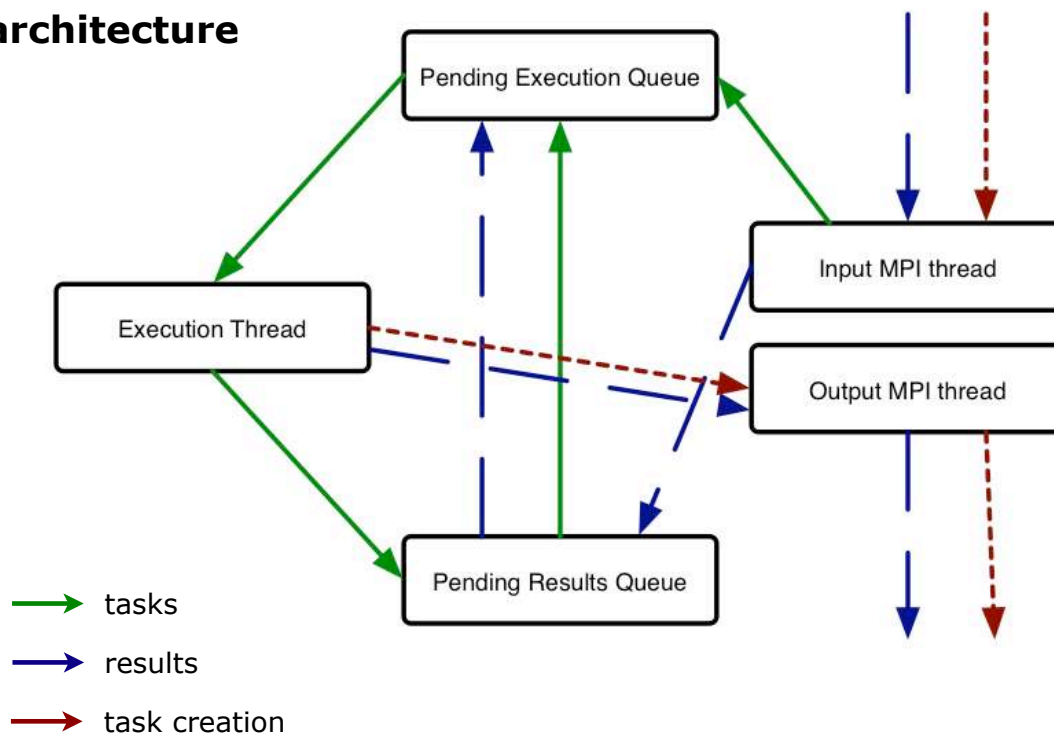 architecture
Pending Execution Queue
Input MPI thread
Execution Thread
Output MPI thread
Pending Results Queue
tasks
results
task creation